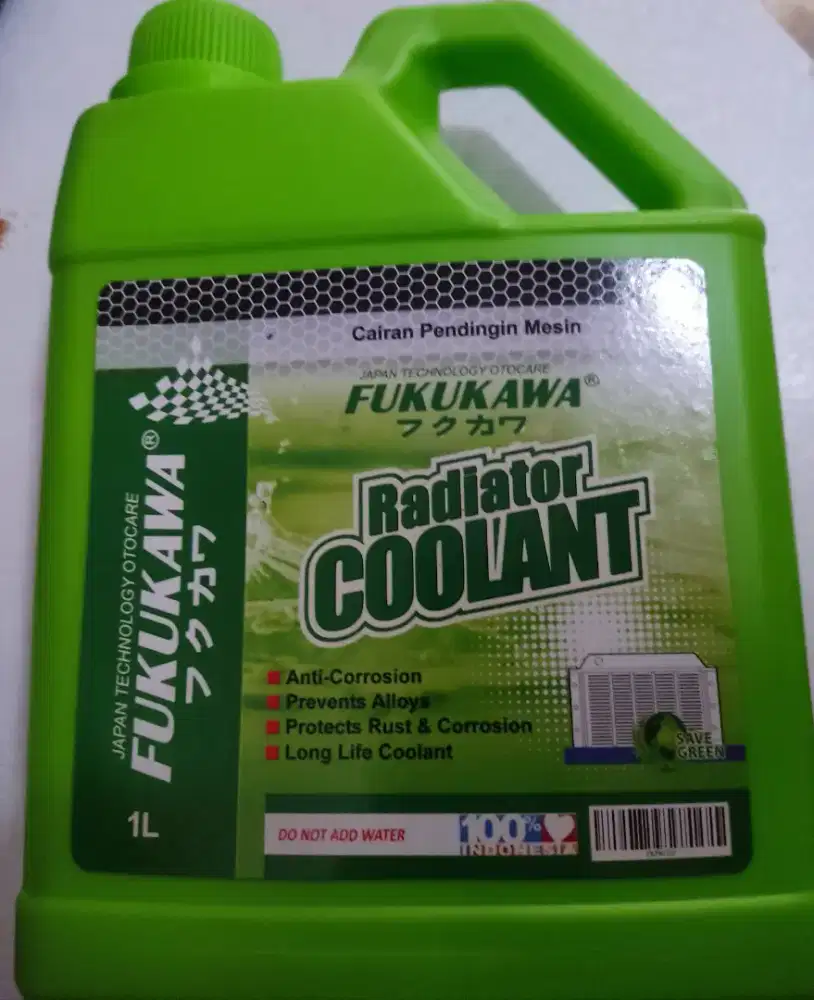 Cairan Pendingin Mesin
JAPAN TECHNOLOGY OTOCARE
FUKUKAWA®
フクカワ
Radiator
COOLANT
Anti-Corrosion
Prevents Alloys
Protects Rust & Corrosion
Long Life Coolant
SAVE
GREEN
JAPAN TECHNOLOGY OTOCARE
FUKUKAWA®
フクカワ
1L
DO NOT ADD WATER
100%
INDONESIA